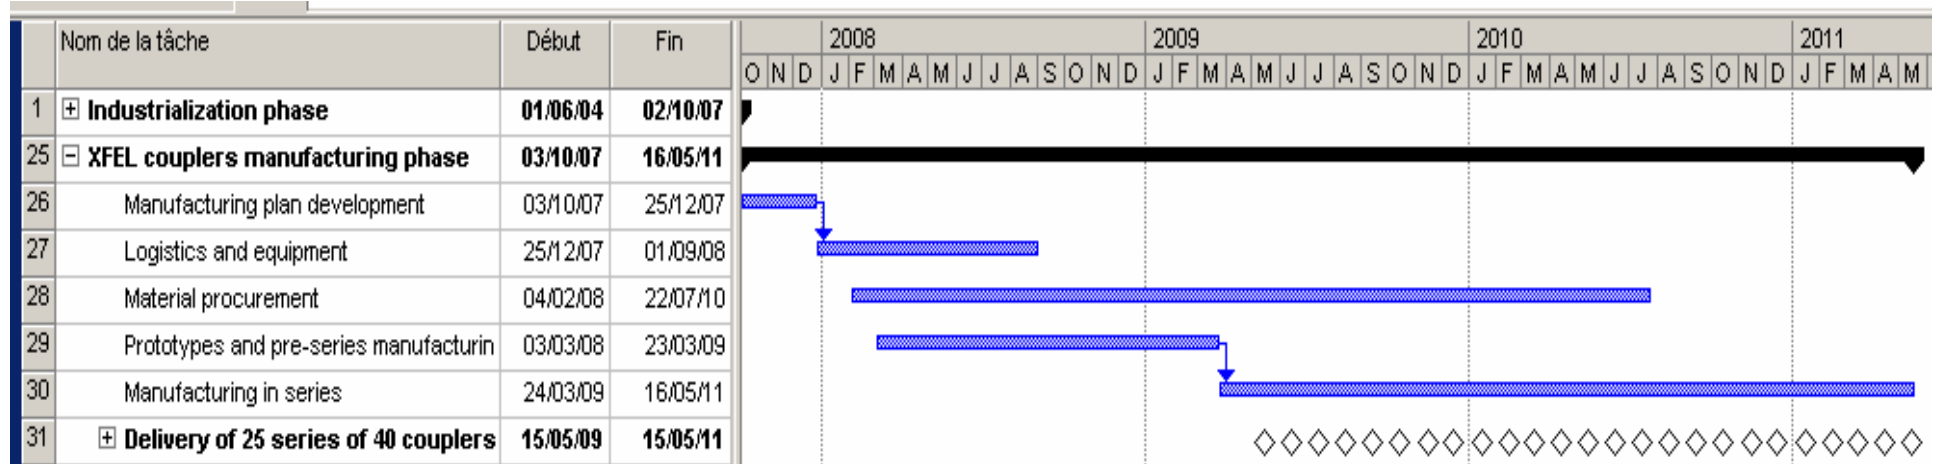 Nom de la tâche Début Fin 2008 2009 2010 2011
O N D J F M A M J J A S O N D J F M A M J J A S O N D J F M A M J J A S O N D J F M A M
1 Industrialization phase 01/06/04 02/10/07
25 XFEL couplers manufacturing phase 03/10/07 16/05/11
26 Manufacturing plan development 03/10/07 25/12/07
27 Logistics and equipment 25/12/07 01/09/08
28 Material procurement 04/02/08 22/07/10
29 Prototypes and pre-series manufacturin 03/03/08 23/03/09
30 Manufacturing in series 24/03/09 16/05/11
31 Delivery of 25 series of 40 couplers 15/05/09 15/05/11